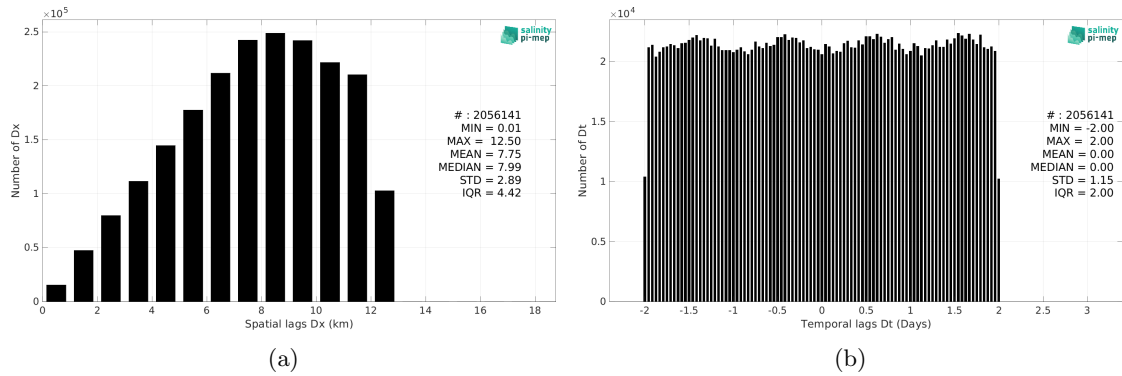 ×10⁵
2.5
2
1.5
1
0.5
0
Number of Dx
0 2 4 6 8 10 12 14 16 18
Spatial lags Dx (km)
salinity
pi-mep
# : 2056141
MIN = 0.01
MAX = 12.50
MEAN = 7.75
MEDIAN = 7.99
STD = 2.89
IQR = 4.42
(a)
×10⁴
2
1.5
1
0.5
0
Number of Dt
-2 -1.5 -1 -0.5 0 0.5 1 1.5 2 2.5 3
Temporal lags Dt (Days)
salinity
pi-mep
# : 2056141
MIN = -2.00
MAX = 2.00
MEAN = 0.00
MEDIAN = 0.00
STD = 1.15
IQR = 2.00
(b)